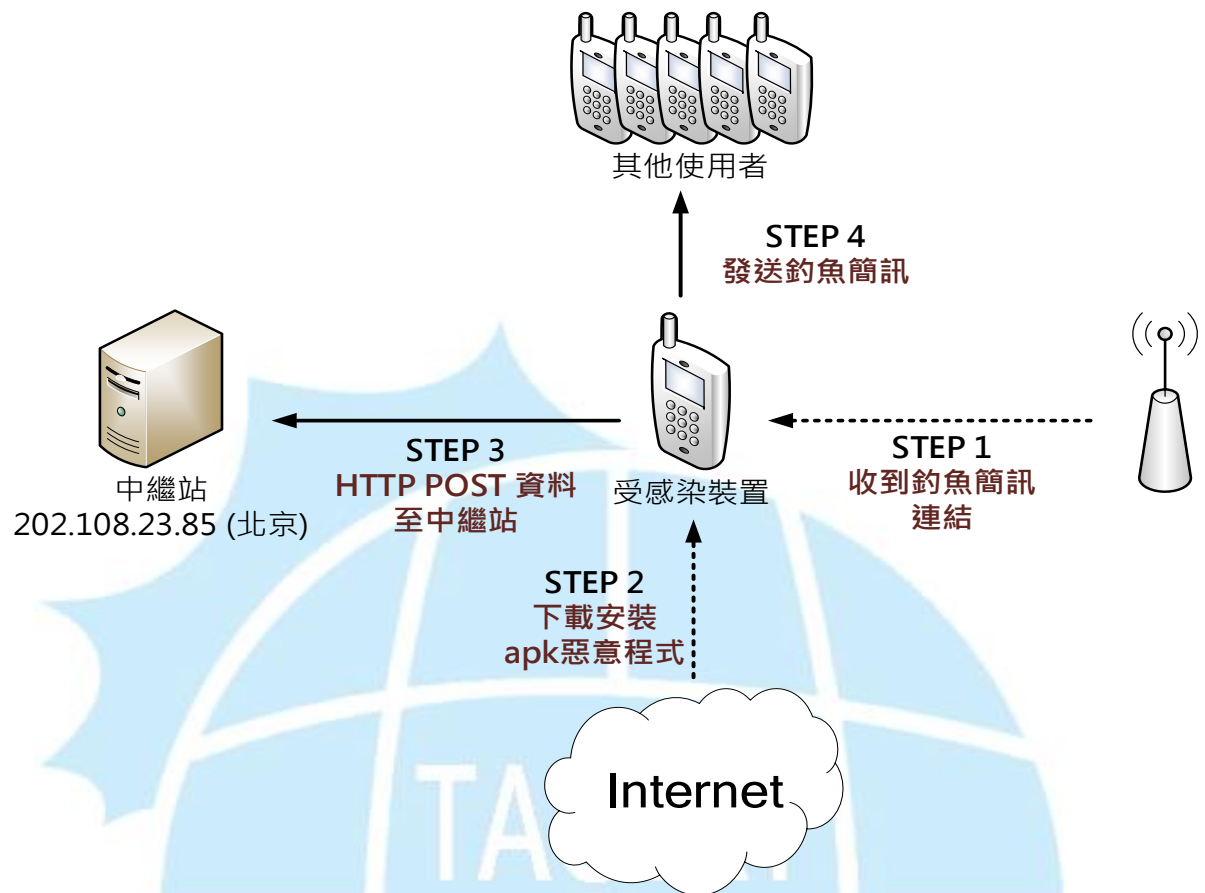 其他使用者
STEP 4
發送釣魚簡訊
中繼站
202.108.23.85 (北京)
STEP 3
HTTP POST 資料
至中繼站
受感染裝置
STEP 1
收到釣魚簡訊
連結
STEP 2
下載安裝
apk惡意程式
Internet